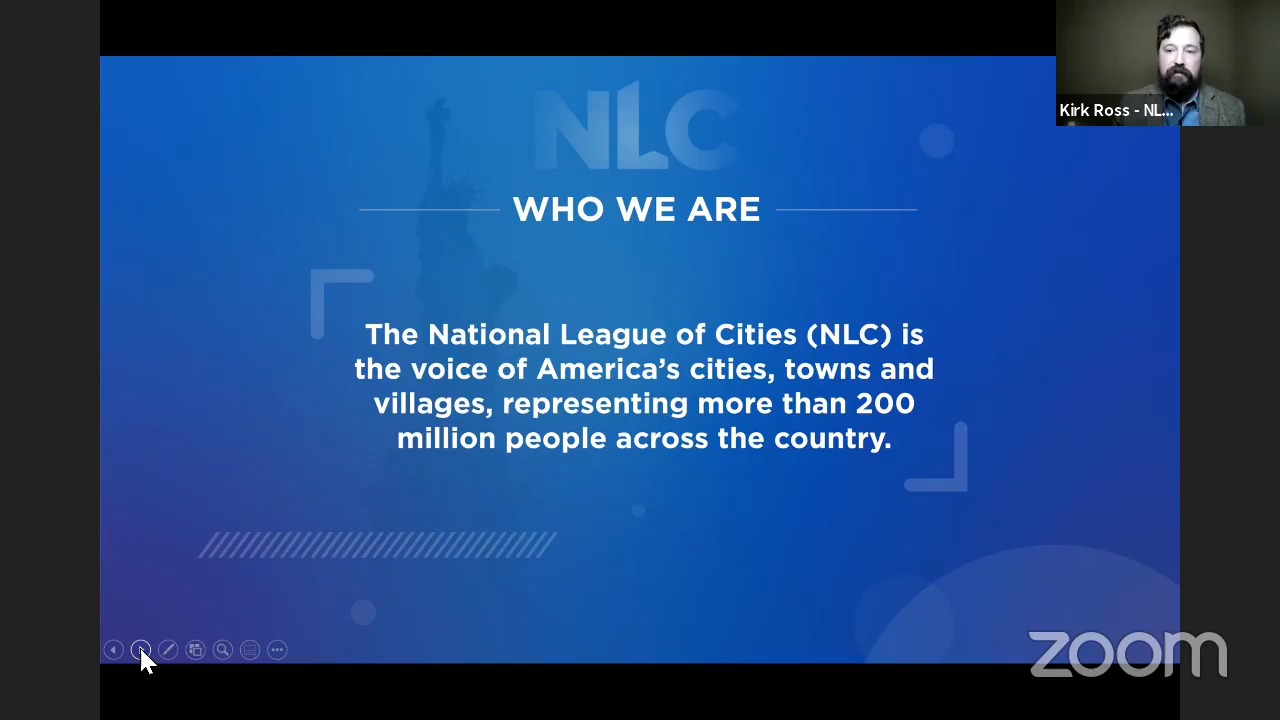 Kirk Ross - NL...
NLC
WHO WE ARE
The National League of Cities (NLC) is
the voice of America's cities, towns and
villages, representing more than 200
million people across the country.
zoom